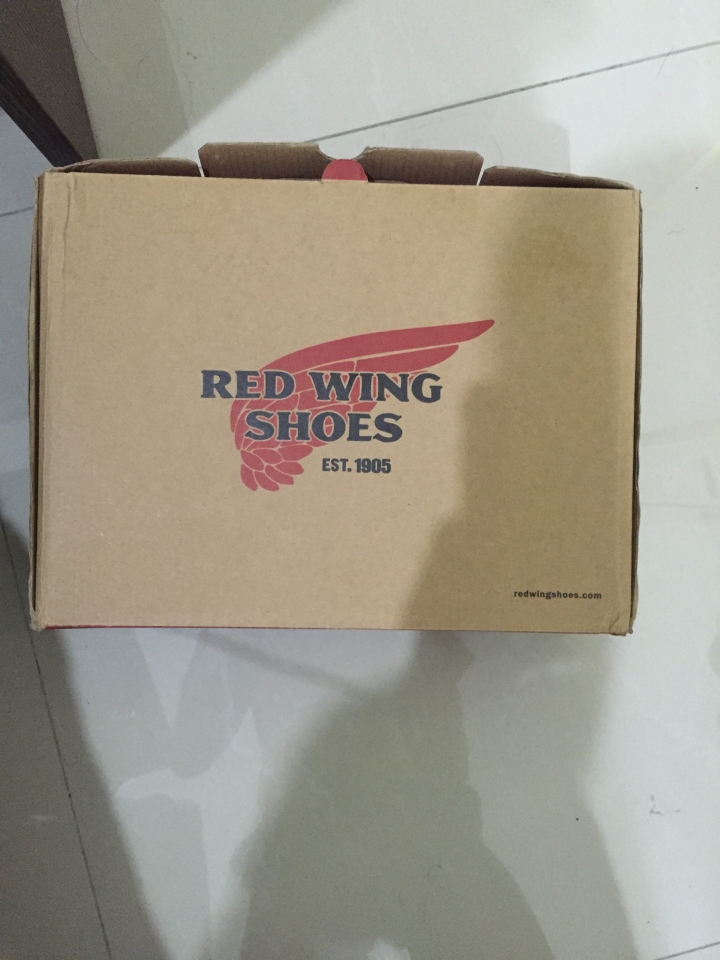 RED WING
SHOES
EST. 1905
redwingshoes.com